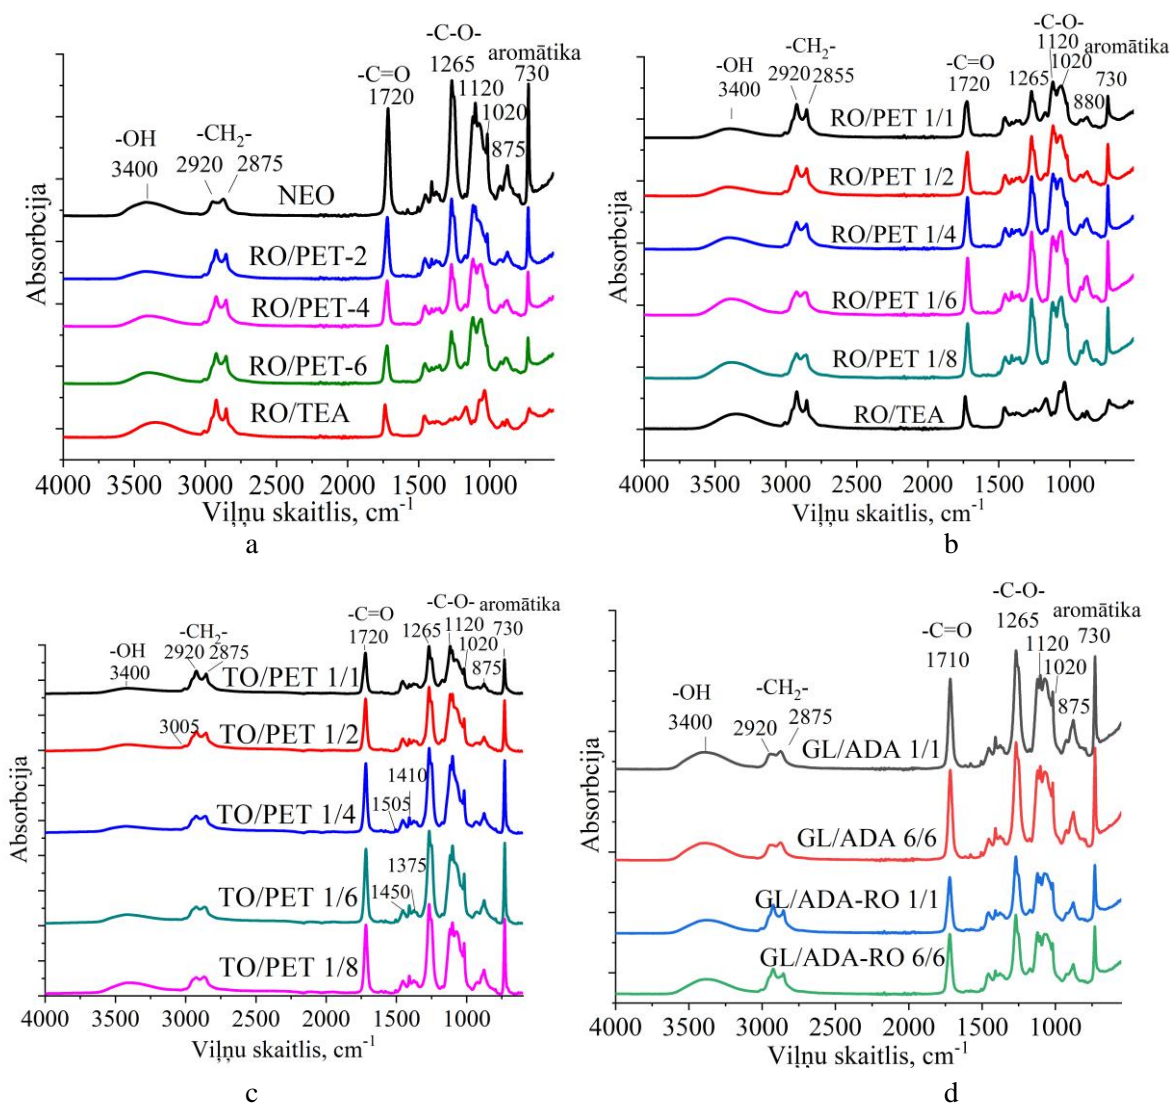 -C-O-
-C=O 1265 aromātika
1720 1120 730
-OH -CH2- 1020
3400 2920 2875 875
NEO
RO/PET-2
RO/PET-4
RO/PET-6
RO/TEA
Absorbcija
4000 3500 3000 2500 2000 1500 1000
Viļņu skaitlis, cm-1
a
-C-O-
-CH2- 1120 aromātika
-OH 2920 2855 -C=O 1020
3400 1720 1265 730
880
RO/PET 1/1
RO/PET 1/2
RO/PET 1/4
RO/PET 1/6
RO/PET 1/8
RO/TEA
Absorbcija
4000 3500 3000 2500 2000 1500 1000
Viļņu skaitlis, cm-1
b
-C-O- aromātika
-C=O 1265 1120 730
-CH2- 1720 1020
-OH 2920 2875 875
3400
TO/PET 1/1
3005 TO/PET 1/2
1410
TO/PET 1/4 1505
1375
TO/PET 1/6 1450
TO/PET 1/8
Absorbcija
4000 3500 3000 2500 2000 1500 1000
Viļņu skaitlis, cm-1
c
-C-O-
1265 aromātika
-C=O 1120 730
1710 1020
-OH -CH2- 875
3400 2920 2875
GL/ADA 1/1
GL/ADA 6/6
GL/ADA-RO 1/1
GL/ADA-RO 6/6
Absorbcija
4000 3500 3000 2500 2000 1500 1000
Viļņu skaitlis, cm-1
d